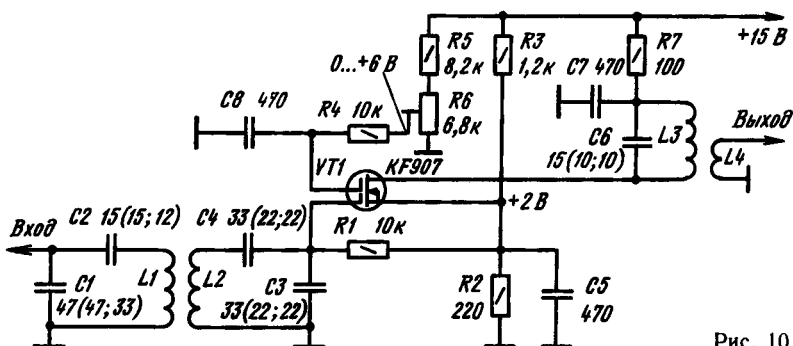 +15 В
R5
8,2к
R3
1,2к
R7
100
C7 470
0...+6 В
C8 470
R4 10к
R6
6,8к
C6
15(10;10)
L3
Выход
L4
VT1
KF907
+2 В
Вход
C2 15(15; 12)
C4 33 (22;22)
R1 10к
C1
47(47; 33)
L1
L2
C3
33(22; 22)
R2
220
C5
470
Рис. 10